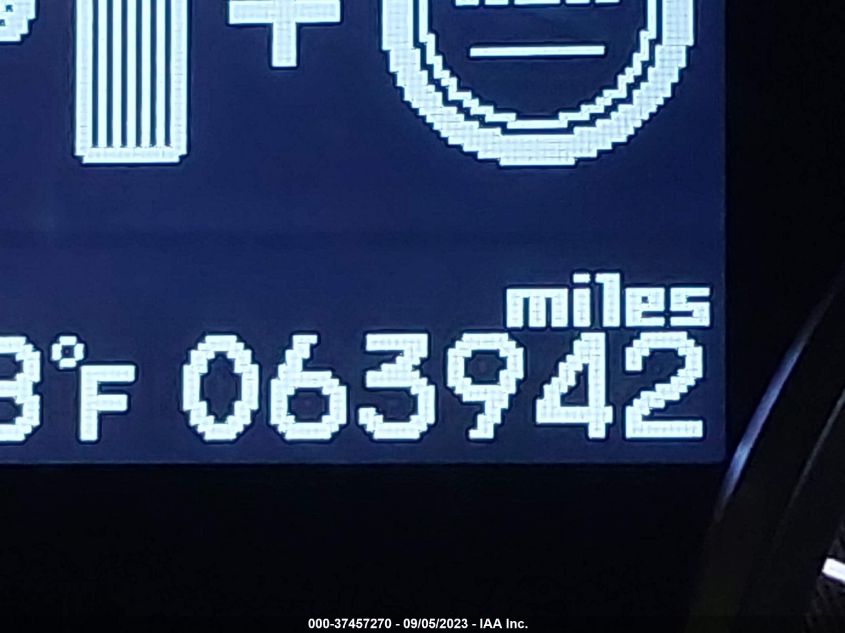 miles
°F 063942
000-37457270 - 09/05/2023 - IAA Inc.